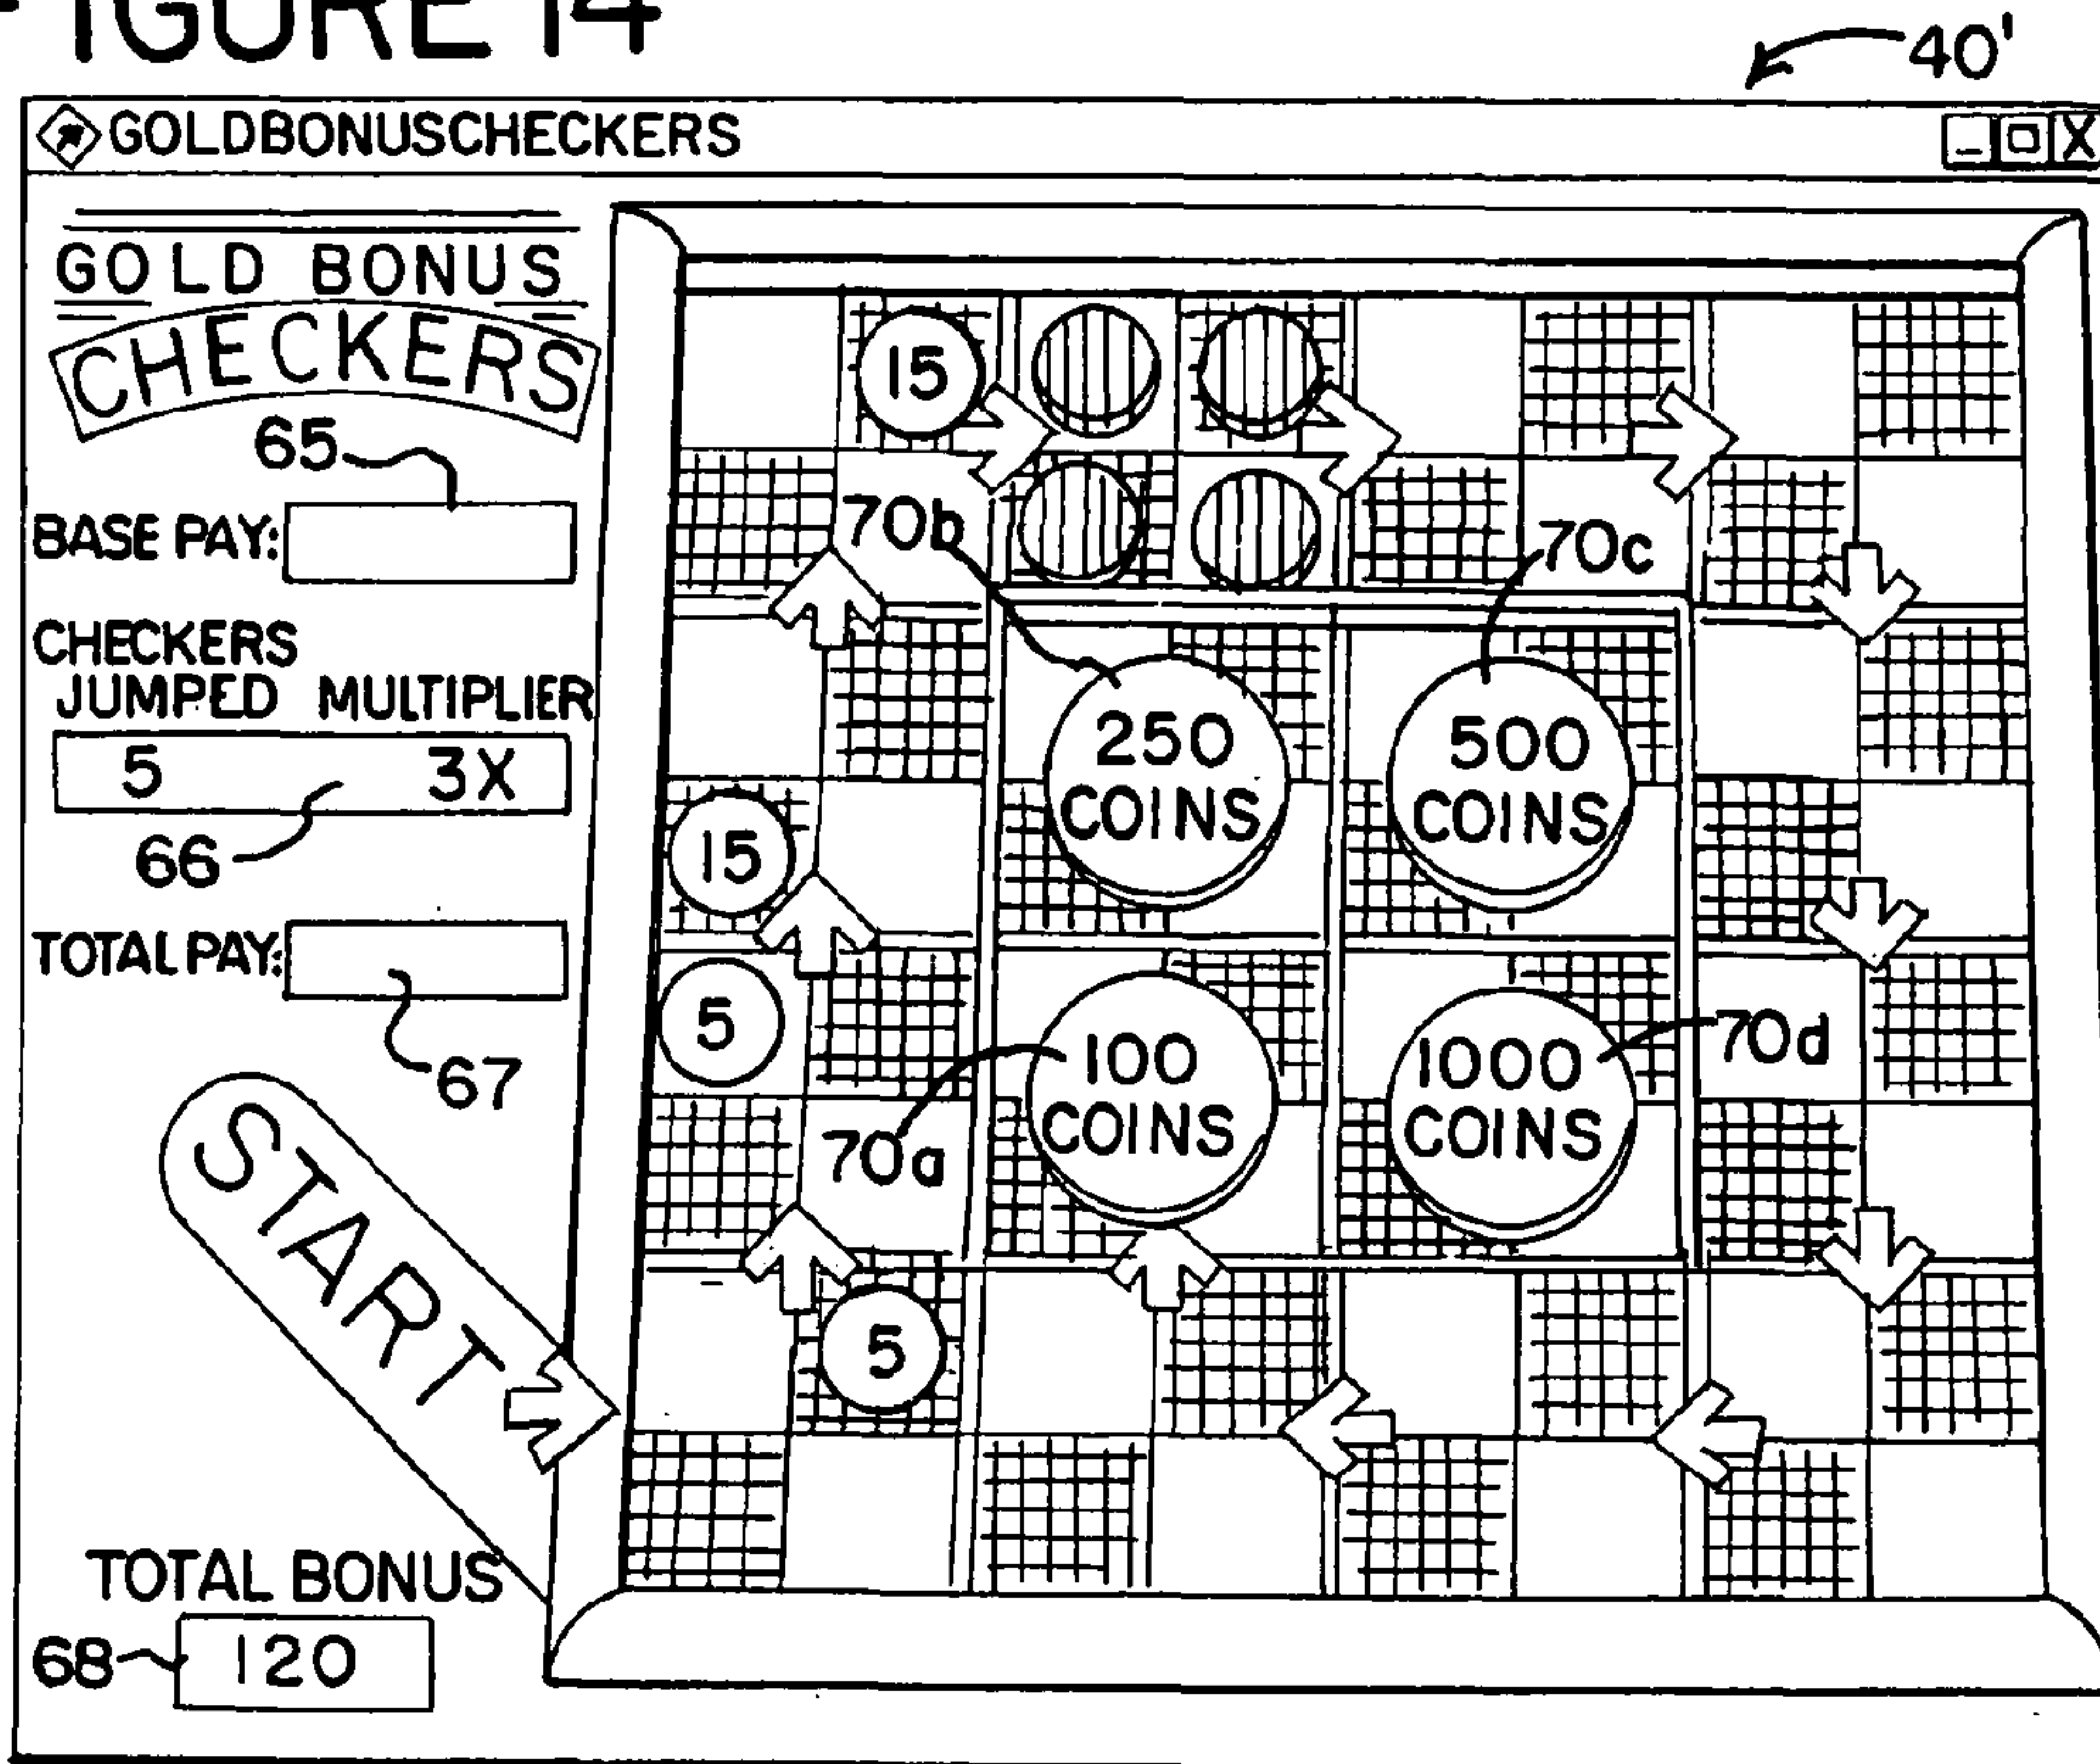 FIGURE 14
40'
GOLDBONUSCHECKERS
_ X
GOLD BONUS
CHECKERS
65
BASE PAY:
CHECKERS
JUMPED MULTIPLIER
5 3X
66
TOTAL PAY:
67
START
TOTAL BONUS
68 120
15
70b
70c
250
COINS
500
COINS
15
5
100
COINS
1000
COINS
70d
70a
5